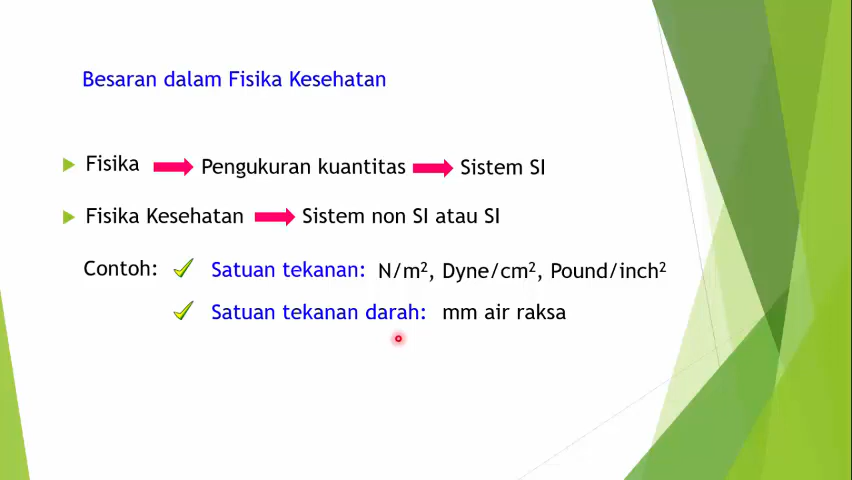 Besaran dalam Fisika Kesehatan
Fisika Pengukuran kuantitas Sistem SI
Fisika Kesehatan Sistem non SI atau SI
Contoh: Satuan tekanan: N/m², Dyne/cm², Pound/inch²
Satuan tekanan darah: mm air raksa